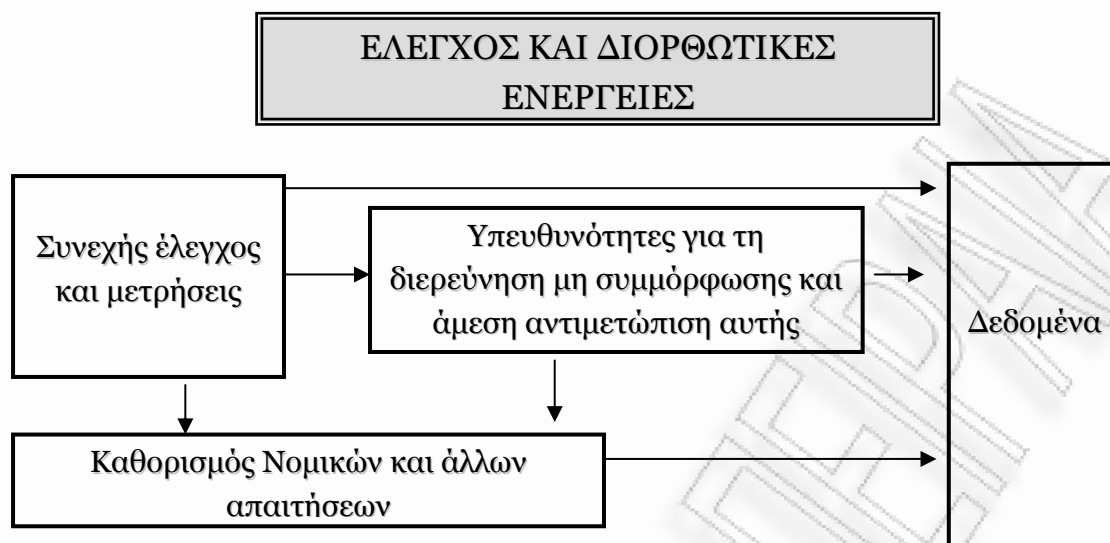 ΕΛΕΓΧΟΣ ΚΑΙ ΔΙΟΡΘΩΤΙΚΕΣ
ΕΝΕΡΓΕΙΕΣ
Συνεχής έλεγχος
και μετρήσεις
Υπευθυνότητες για τη
διερεύνηση μη συμμόρφωσης και
άμεση αντιμετώπιση αυτής
Δεδομένα
Καθορισμός Νομικών και άλλων
απαιτήσεων